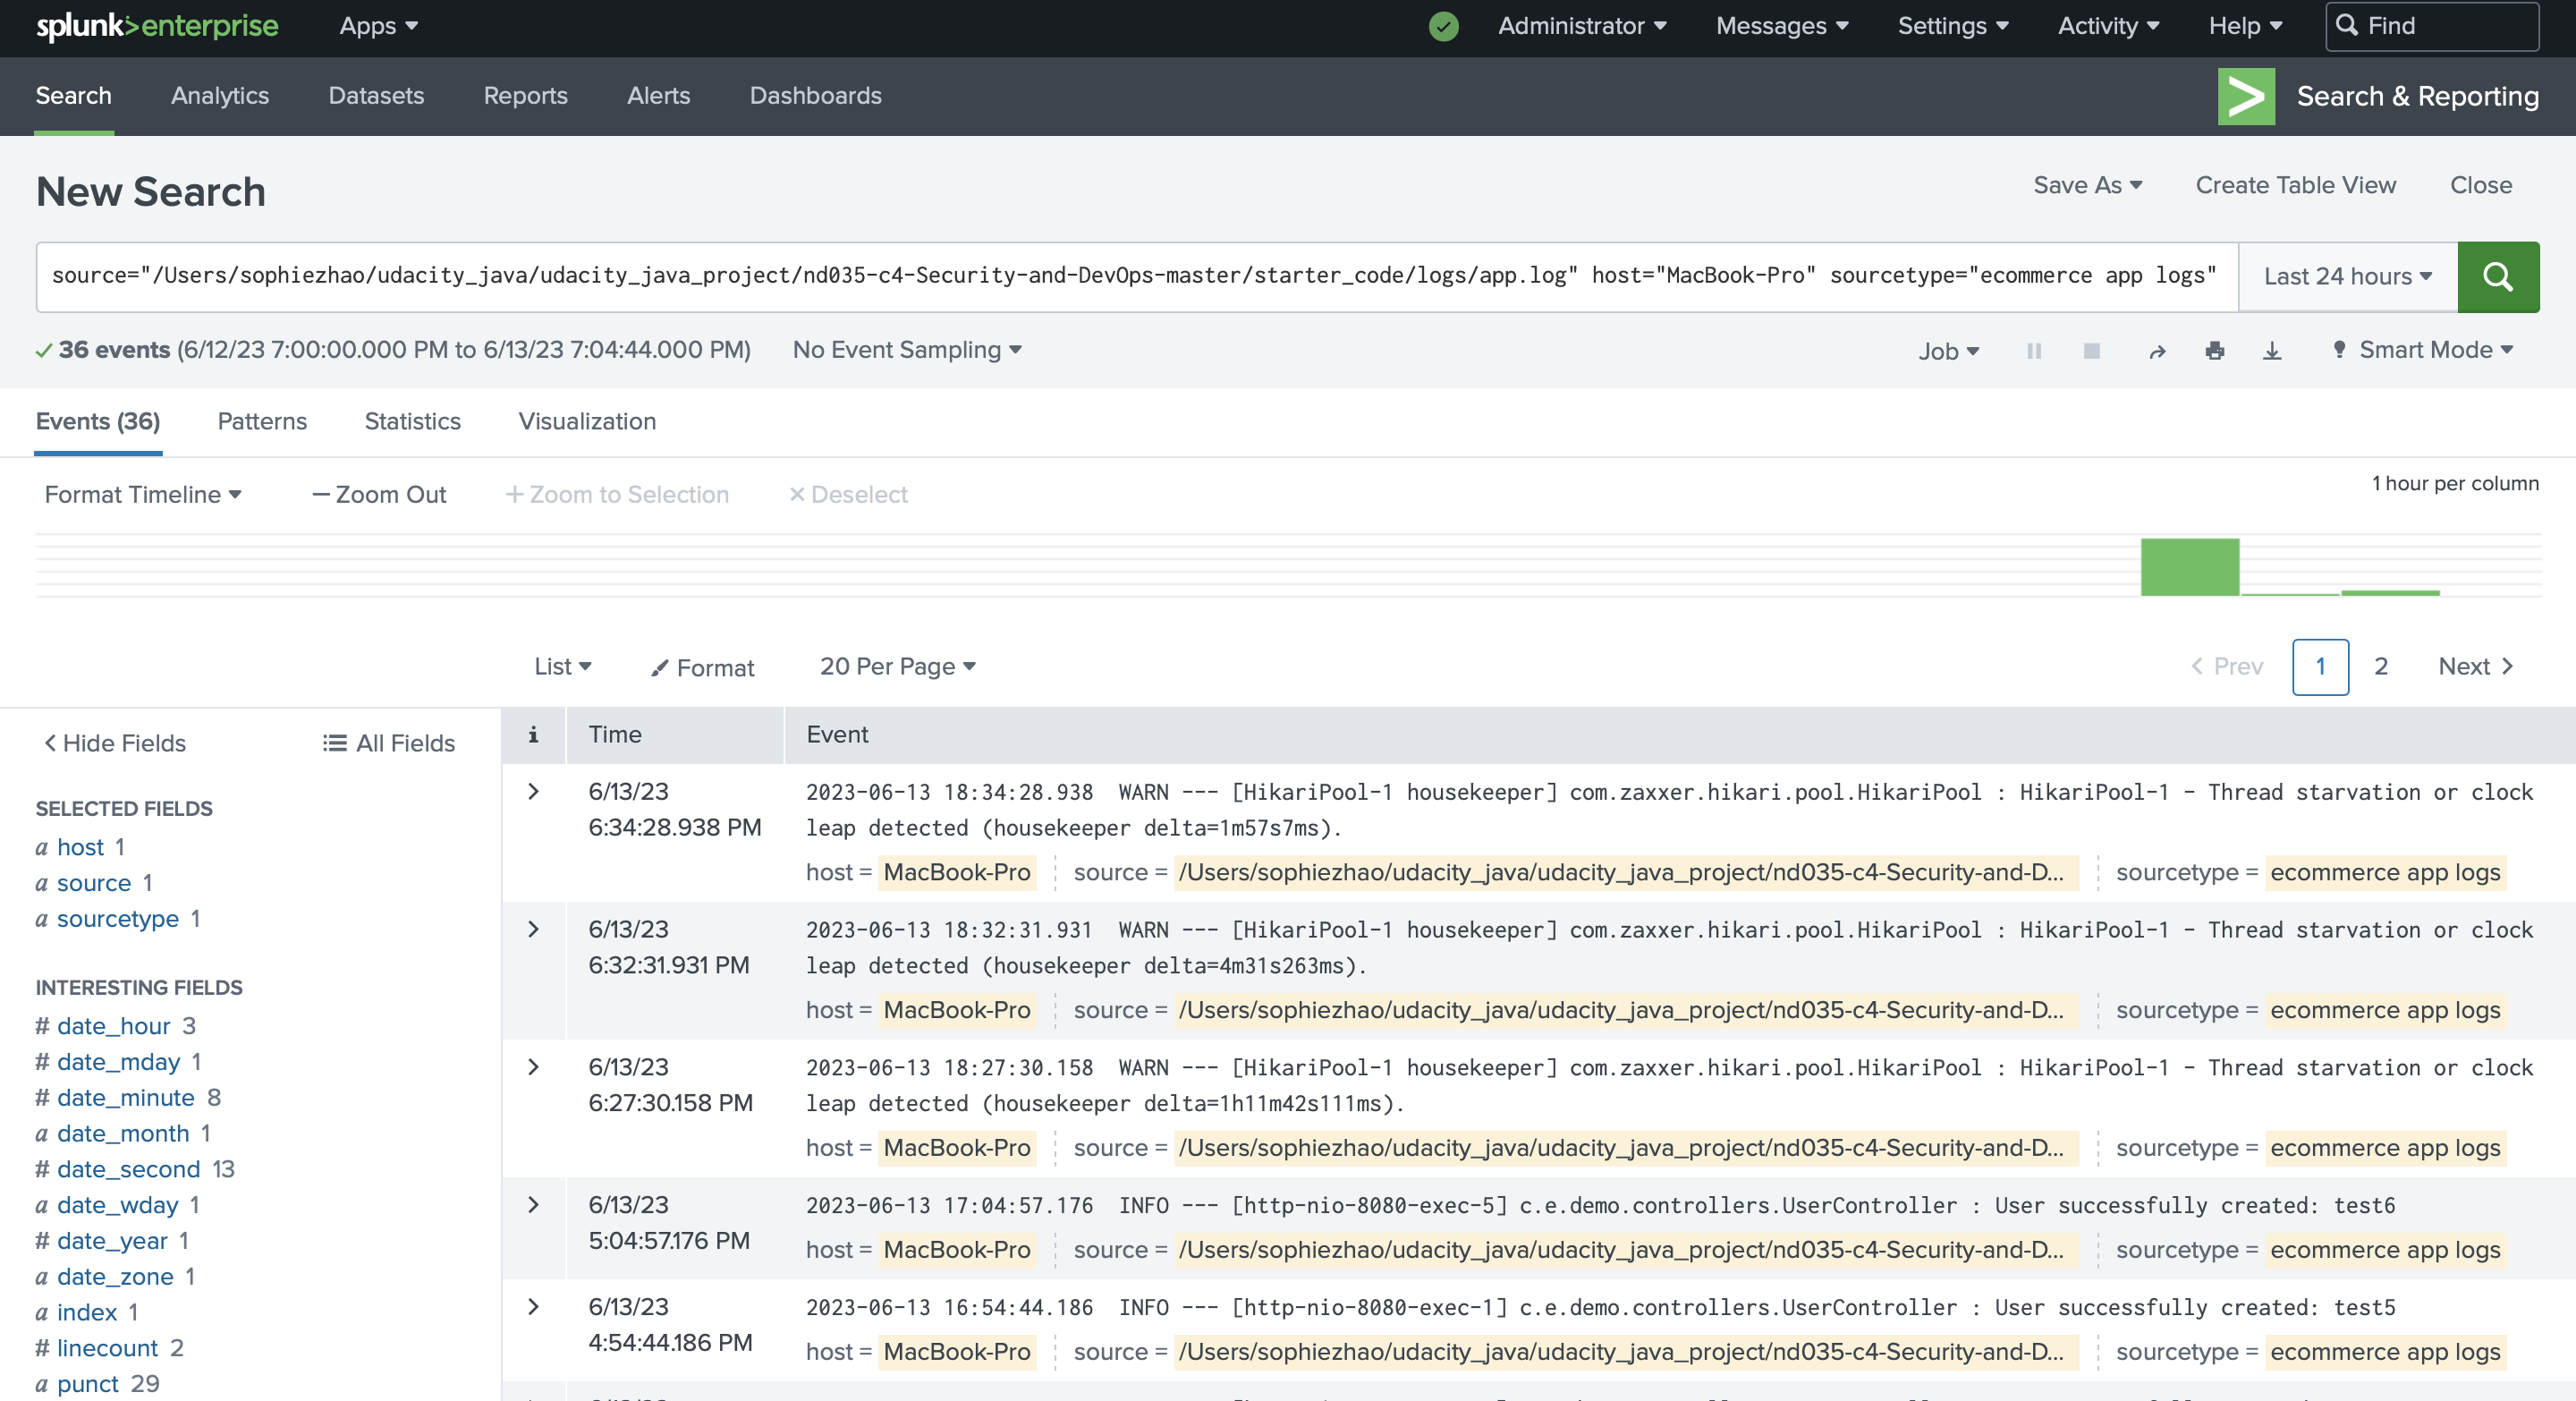 splunk>enterprise Apps Administrator Messages Settings Activity Help Find
Search Analytics Datasets Reports Alerts Dashboards Search & Reporting
New Search Save As Create Table View Close
source="/Users/sophiezhao/udacity_java/udacity_java_project/nd035-c4-Security-and-DevOps-master/starter_code/logs/app.log" host="MacBook-Pro" sourcetype="ecommerce app logs" Last 24 hours
36 events (6/12/23 7:00:00.000 PM to 6/13/23 7:04:44.000 PM) No Event Sampling Job Smart Mode
Events (36) Patterns Statistics Visualization
Format Timeline — Zoom Out + Zoom to Selection × Deselect 1 hour per column
List Format 20 Per Page < Prev 1 2 Next >
< Hide Fields All Fields
SELECTED FIELDS
a host 1
a source 1
a sourcetype 1
INTERESTING FIELDS
# date_hour 3
# date_mday 1
# date_minute 8
a date_month 1
# date_second 13
a date_wday 1
# date_year 1
a date_zone 1
a index 1
# linecount 2
a punct 29
i Time Event
> 6/13/23 2023-06-13 18:34:28.938 WARN --- [HikariPool-1 housekeeper] com.zaxxer.hikari.pool.HikariPool : HikariPool-1 - Thread starvation or clock
6:34:28.938 PM leap detected (housekeeper delta=1m57s7ms).
host = MacBook-Pro source = /Users/sophiezhao/udacity_java/udacity_java_project/nd035-c4-Security-and-D... sourcetype = ecommerce app logs
> 6/13/23 2023-06-13 18:32:31.931 WARN --- [HikariPool-1 housekeeper] com.zaxxer.hikari.pool.HikariPool : HikariPool-1 - Thread starvation or clock
6:32:31.931 PM leap detected (housekeeper delta=4m31s263ms).
host = MacBook-Pro source = /Users/sophiezhao/udacity_java/udacity_java_project/nd035-c4-Security-and-D... sourcetype = ecommerce app logs
> 6/13/23 2023-06-13 18:27:30.158 WARN --- [HikariPool-1 housekeeper] com.zaxxer.hikari.pool.HikariPool : HikariPool-1 - Thread starvation or clock
6:27:30.158 PM leap detected (housekeeper delta=1h11m42s111ms).
host = MacBook-Pro source = /Users/sophiezhao/udacity_java/udacity_java_project/nd035-c4-Security-and-D... sourcetype = ecommerce app logs
> 6/13/23 2023-06-13 17:04:57.176 INFO --- [http-nio-8080-exec-5] c.e.demo.controllers.UserController : User successfully created: test6
5:04:57.176 PM host = MacBook-Pro source = /Users/sophiezhao/udacity_java/udacity_java_project/nd035-c4-Security-and-D... sourcetype = ecommerce app logs
> 6/13/23 2023-06-13 16:54:44.186 INFO --- [http-nio-8080-exec-1] c.e.demo.controllers.UserController : User successfully created: test5
4:54:44.186 PM host = MacBook-Pro source = /Users/sophiezhao/udacity_java/udacity_java_project/nd035-c4-Security-and-D... sourcetype = ecommerce app logs